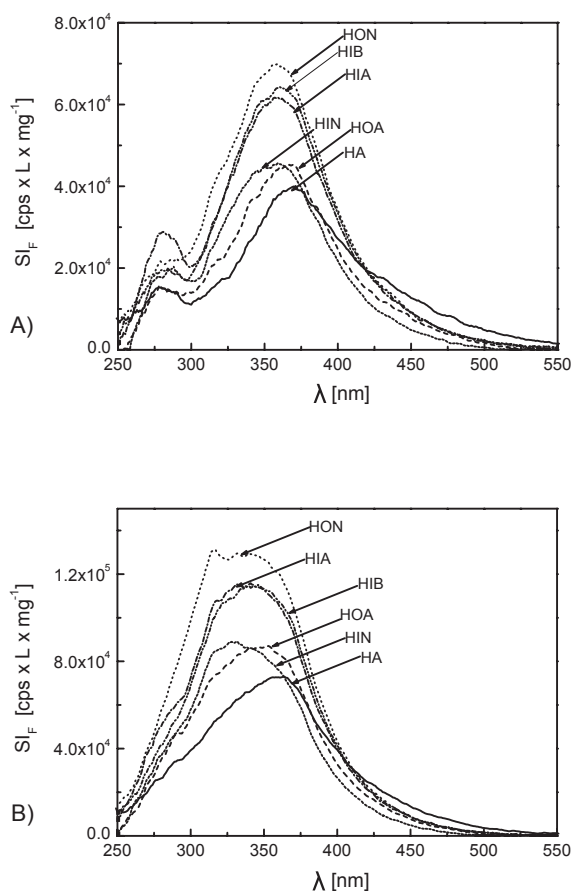 8.0x10⁴
6.0x10⁴
4.0x10⁴
2.0x10⁴
0.0
SI_F [cps x L x mg⁻¹]
HON
HIB
HIA
HIN
HOA
HA
A)
250 300 350 400 450 500 550
λ [nm]
1.2x10⁵
8.0x10⁴
4.0x10⁴
0.0
SI_F [cps x L x mg⁻¹]
HON
HIA
HIB
HOA
HIN
HA
B)
250 300 350 400 450 500 550
λ [nm]